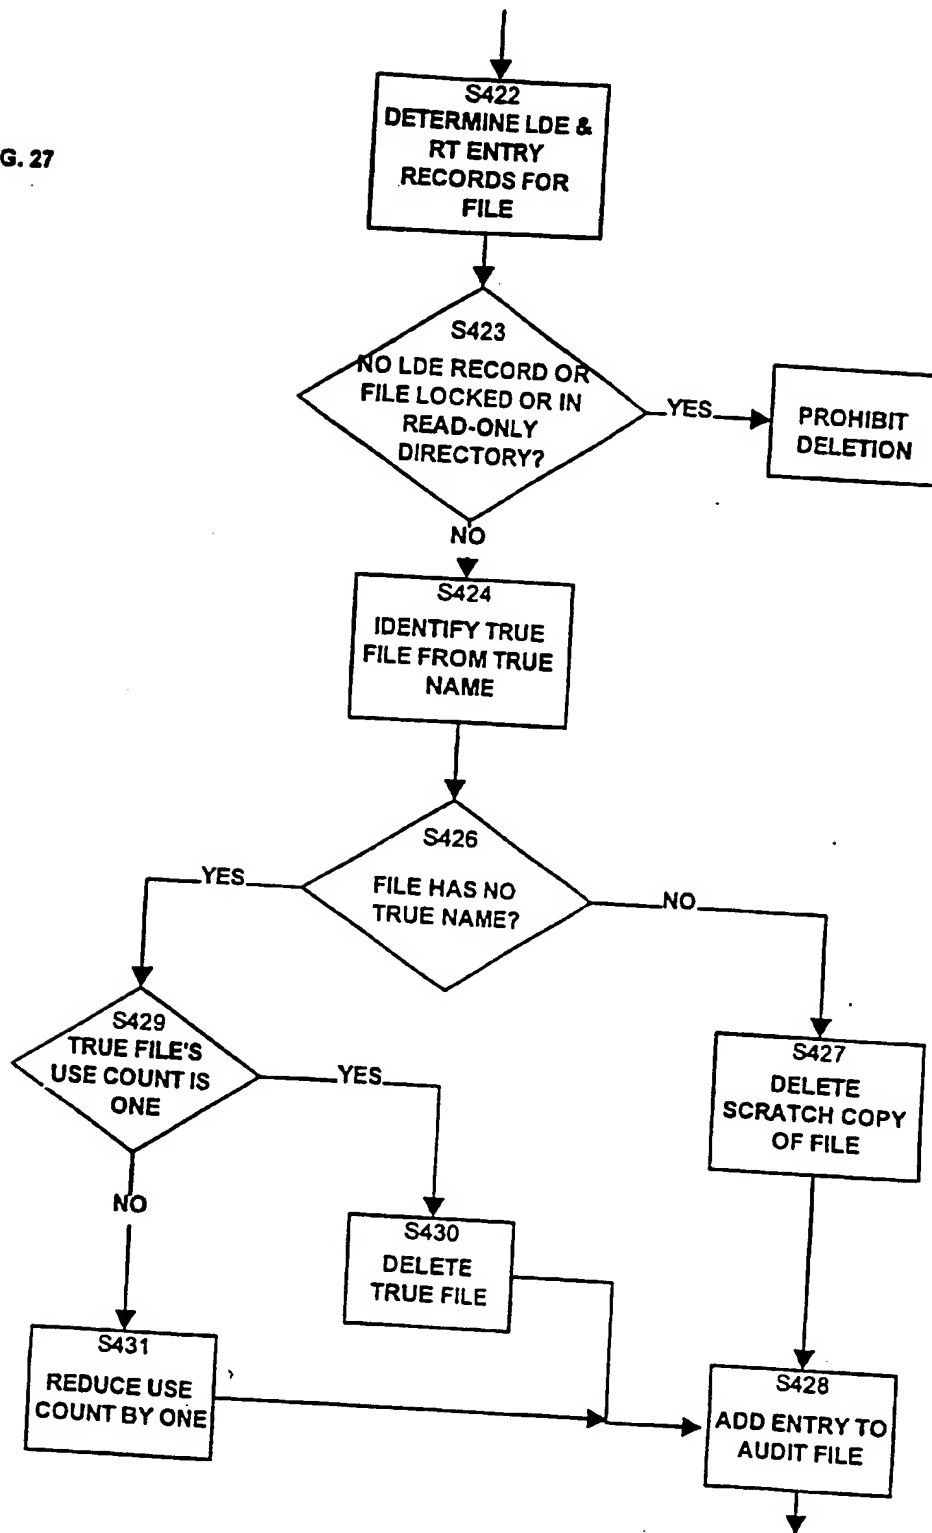 G. 27
S422
DETERMINE LDE &
RT ENTRY
RECORDS FOR
FILE
S423
NO LDE RECORD OR
FILE LOCKED OR IN
READ-ONLY
DIRECTORY?
YES
PROHIBIT
DELETION
NO
S424
IDENTIFY TRUE
FILE FROM TRUE
NAME
S426
FILE HAS NO
TRUE NAME?
YES
NO
S429
TRUE FILE'S
USE COUNT IS
ONE
YES
NO
S427
DELETE
SCRATCH COPY
OF FILE
S430
DELETE
TRUE FILE
S431
REDUCE USE
COUNT BY ONE
S428
ADD ENTRY TO
AUDIT FILE